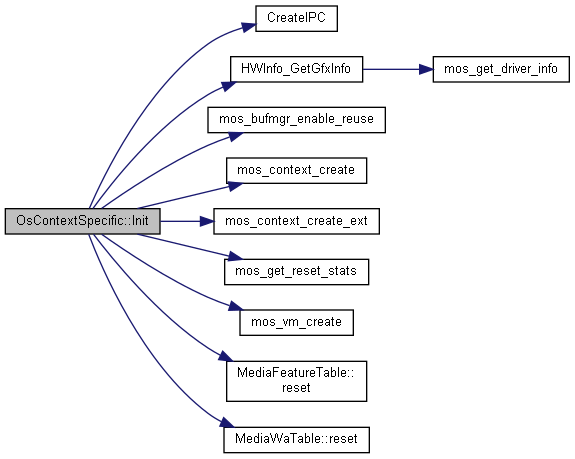 CreateIPC
HWInfo_GetGfxInfo
mos_get_driver_info
mos_bufmgr_enable_reuse
mos_context_create
OsContextSpecific::Init
mos_context_create_ext
mos_get_reset_stats
mos_vm_create
MediaFeatureTable::
reset
MediaWaTable::reset